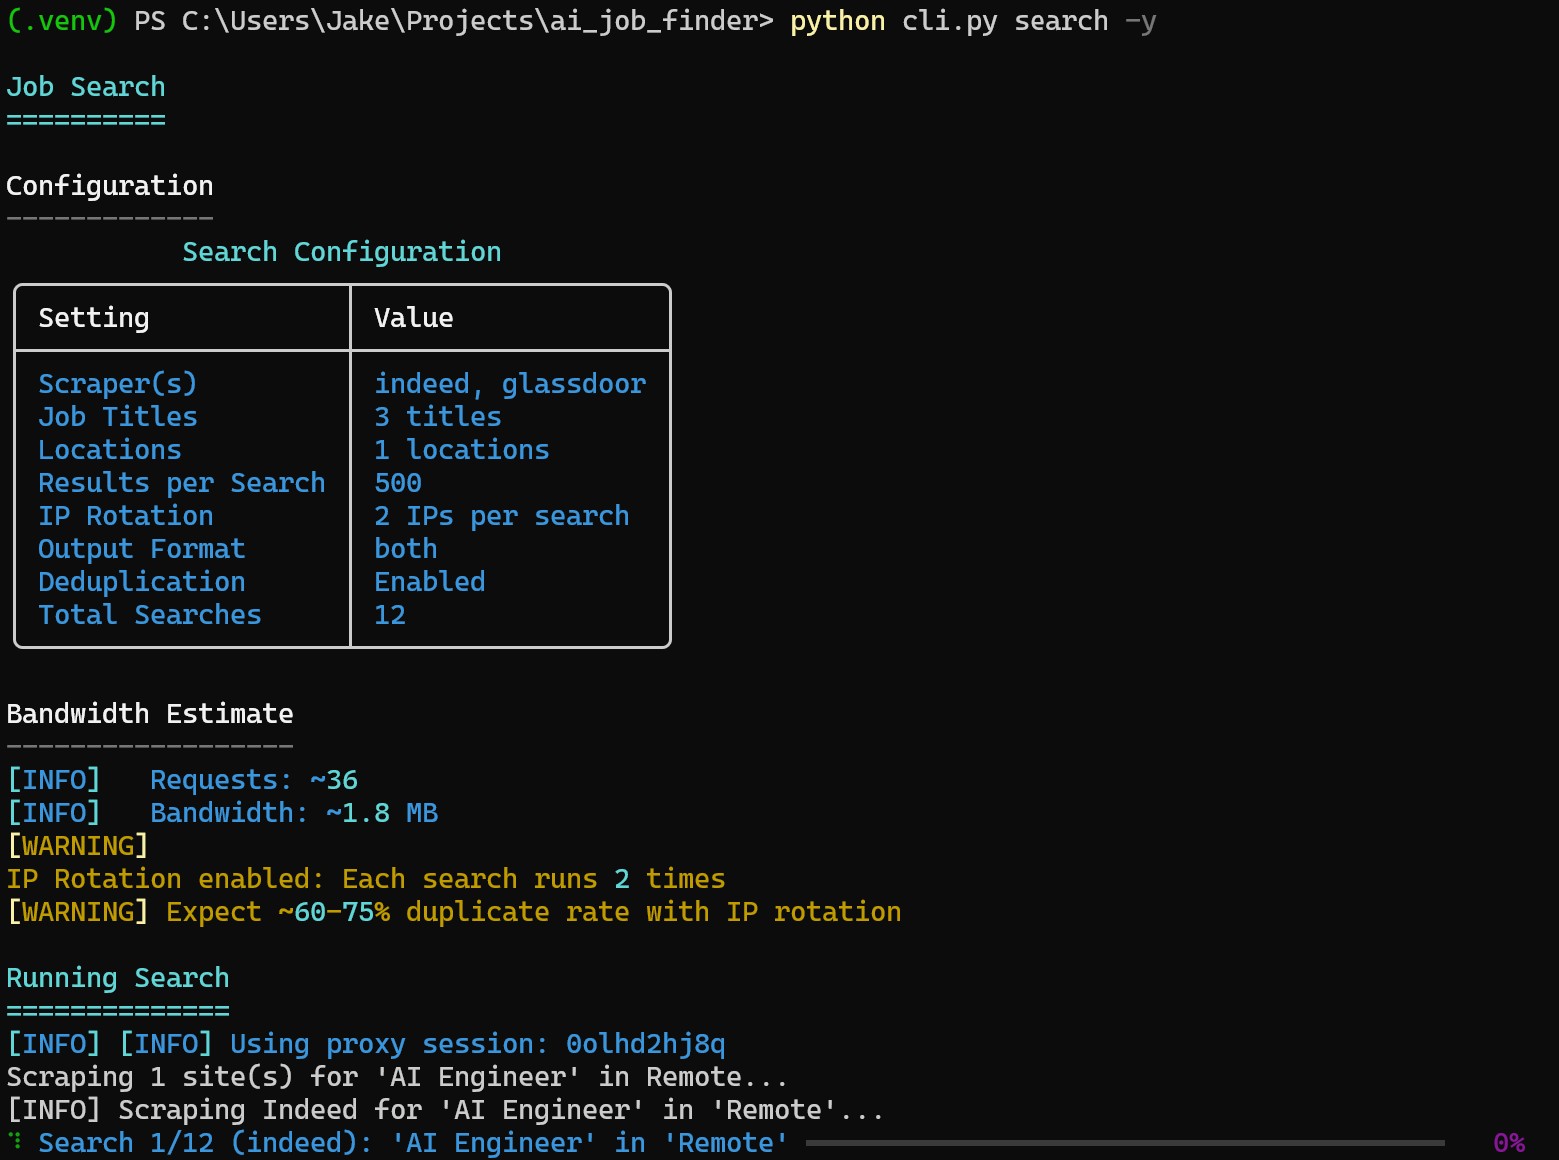 (.venv) PS C:\Users\Jake\Projects\ai_job_finder> python cli.py search -y
Job Search
==========
Configuration
-------------
Search Configuration
Setting Value
Scraper(s) indeed, glassdoor
Job Titles 3 titles
Locations 1 locations
Results per Search 500
IP Rotation 2 IPs per search
Output Format both
Deduplication Enabled
Total Searches 12
Bandwidth Estimate
------------------
[INFO]   Requests: ~36
[INFO]   Bandwidth: ~1.8 MB
[WARNING]
IP Rotation enabled: Each search runs 2 times
[WARNING] Expect ~60-75% duplicate rate with IP rotation
Running Search
==============
[INFO] [INFO] Using proxy session: 0olhd2hj8q
Scraping 1 site(s) for 'AI Engineer' in Remote...
[INFO] Scraping Indeed for 'AI Engineer' in 'Remote'...
Search 1/12 (indeed): 'AI Engineer' in 'Remote' 0%